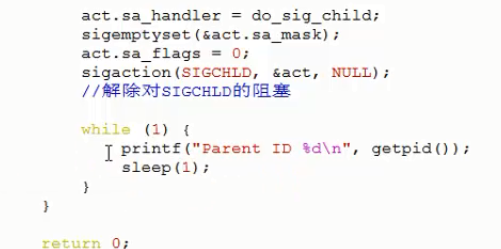 act.sa_handler = do_sig_child;
sigemptyset(&act.sa_mask);
act.sa_flags = 0;
sigaction(SIGCHLD, &act, NULL);
//解除对SIGCHLD的阻塞
while (1) {
printf("Parent ID %d\n", getpid());
sleep(1);
}
}
return 0;